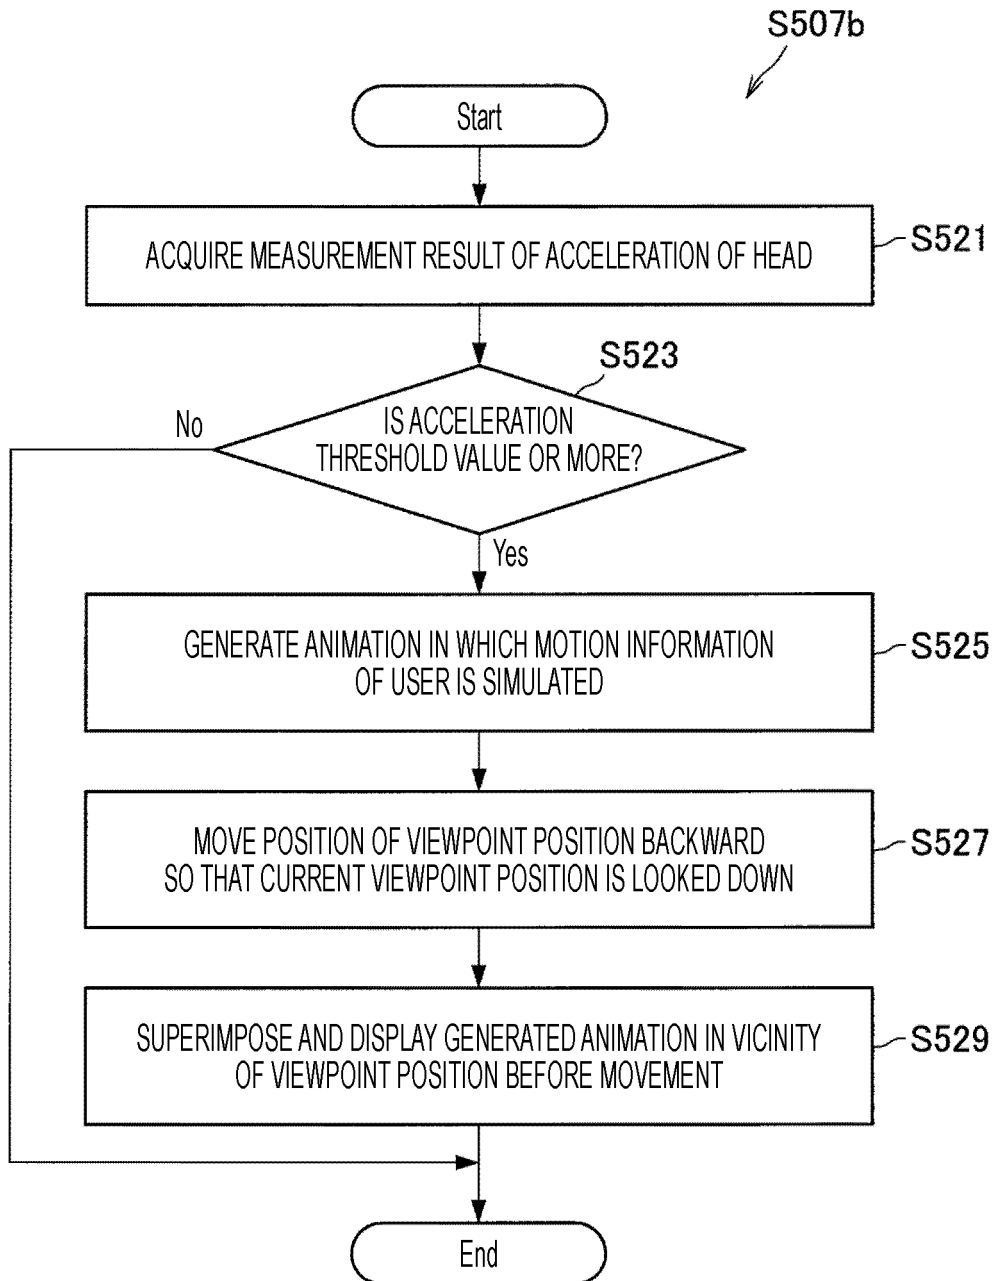 S507b
Start
ACQUIRE MEASUREMENT RESULT OF ACCELERATION OF HEAD
S521
S523
IS ACCELERATION
THRESHOLD VALUE OR MORE?
No
Yes
GENERATE ANIMATION IN WHICH MOTION INFORMATION
OF USER IS SIMULATED
S525
MOVE POSITION OF VIEWPOINT POSITION BACKWARD
SO THAT CURRENT VIEWPOINT POSITION IS LOOKED DOWN
S527
SUPERIMPOSE AND DISPLAY GENERATED ANIMATION IN VICINITY
OF VIEWPOINT POSITION BEFORE MOVEMENT
S529
End